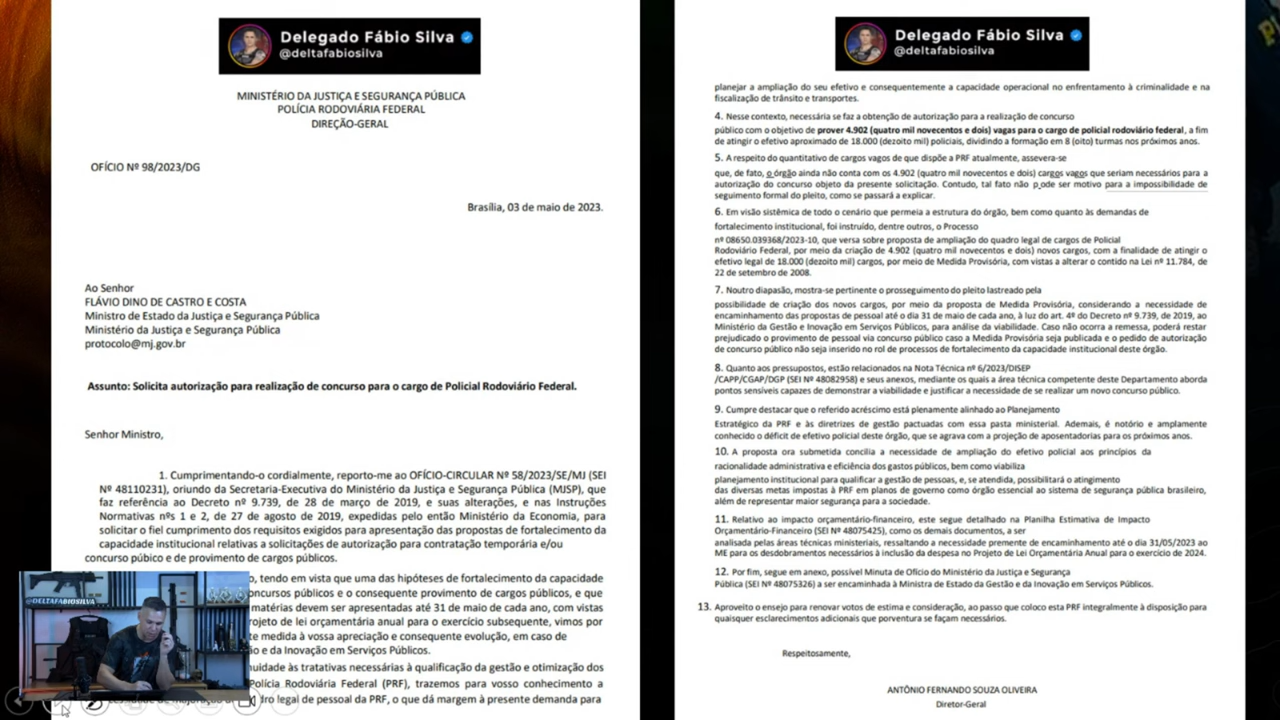 Delegado Fábio Silva
@deltafabiosilva
MINISTÉRIO DA JUSTIÇA E SEGURANÇA PÚBLICA
POLÍCIA RODOVIÁRIA FEDERAL
DIREÇÃO-GERAL
OFÍCIO Nº 98/2023/DG
Brasília, 03 de maio de 2023.
Ao Senhor
FLÁVIO DINO DE CASTRO E COSTA
Ministro de Estado da Justiça e Segurança Pública
Ministério da Justiça e Segurança Pública
protocolo@mj.gov.br
Assunto: Solicita autorização para realização de concurso para o cargo de Policial Rodoviário Federal.
Senhor Ministro,
1. Cumprimentando-o cordialmente, reporto-me ao OFÍCIO-CIRCULAR Nº 58/2023/SE/MJ (SEI
Nº 48110231), oriundo da Secretaria-Executiva do Ministério da Justiça e Segurança Pública (MJSP), que
faz referência ao Decreto nº 9.739, de 28 de março de 2019, e suas alterações, e nas Instruções
Normativas nºs 1 e 2, de 27 de agosto de 2019, expedidas pelo então Ministério da Economia, para
solicitar o fiel cumprimento dos requisitos exigidos para apresentação das propostas de fortalecimento da
capacidade institucional relativas a solicitações de autorização para contratação temporária e/ou
concurso púbico e de provimento de cargos públicos.
o, tendo em vista que uma das hipóteses de fortalecimento da capacidade
oncursos públicos e o consequente provimento de cargos públicos, e que
matérias devem ser apresentadas até 31 de maio de cada ano, com vistas
rojeto de lei orçamentária anual para o exercício subsequente, vimos por
te medida à vossa apreciação e consequente evolução, em caso de
o e da Inovação em Serviços Públicos.
nuidade às tratativas necessárias à qualificação da gestão e otimização dos
Polícia Rodoviária Federal (PRF), trazemos para vosso conhecimento a
dro legal de pessoal da PRF, o que dá margem à presente demanda para
DELTAFABIOSILVA
Delegado Fábio Silva
@deltafabiosilva
planejar a ampliação do seu efetivo e consequentemente a capacidade operacional no enfrentamento à criminalidade e na
fiscalização de trânsito e transportes.
4. Nesse contexto, necessária se faz a obtenção de autorização para a realização de concurso
público com o objetivo de prover 4.902 (quatro mil novecentos e dois) vagas para o cargo de policial rodoviário federal, a fim
de atingir o efetivo aproximado de 18.000 (dezoito mil) policiais, dividindo a formação em 8 (oito) turmas nos próximos anos.
5. A respeito do quantitativo de cargos vagos de que dispõe a PRF atualmente, assevera-se
que, de fato, o órgão ainda não conta com os 4.902 (quatro mil novecentos e dois) cargos vagos que seriam necessários para a
autorização do concurso objeto da presente solicitação. Contudo, tal fato não pode ser motivo para a impossibilidade de
seguimento formal do pleito, como se passará a explicar.
6. Em visão sistêmica de todo o cenário que permeia a estrutura do órgão, bem como quanto às demandas de
fortalecimento institucional, foi instruído, dentre outros, o Processo
nº 08650.039368/2023-10, que versa sobre proposta de ampliação do quadro legal de cargos de Policial
Rodoviário Federal, por meio da criação de 4.902 (quatro mil novecentos e dois) novos cargos, com a finalidade de atingir o
efetivo legal de 18.000 (dezoito mil) cargos, por meio de Medida Provisória, com vistas a alterar o contido na Lei nº 11.784, de
22 de setembro de 2008.
7. Noutro diapasão, mostra-se pertinente o prosseguimento do pleito lastreado pela
possibilidade de criação dos novos cargos, por meio da proposta de Medida Provisória, considerando a necessidade de
encaminhamento das propostas de pessoal até o dia 31 de maio de cada ano, à luz do art. 4º do Decreto nº 9.739, de 2019, ao
Ministério da Gestão e Inovação em Serviços Públicos, para análise da viabilidade. Caso não ocorra a remessa, poderá restar
prejudicado o provimento de pessoal via concurso público caso a Medida Provisória seja publicada e o pedido de autorização
de concurso público não seja inserido no rol de processos de fortalecimento da capacidade institucional deste órgão.
8. Quanto aos pressupostos, estão relacionados na Nota Técnica nº 6/2023/DISEP
/CAPP/CGAP/DGP (SEI Nº 48082958) e seus anexos, mediante os quais a área técnica competente deste Departamento aborda
pontos sensíveis capazes de demonstrar a viabilidade e justificar a necessidade de se realizar um novo concurso público.
9. Cumpre destacar que o referido acréscimo está plenamente alinhado ao Planejamento
Estratégico da PRF e às diretrizes de gestão pactuadas com essa pasta ministerial. Ademais, é notório e amplamente
conhecido o déficit de efetivo policial deste órgão, que se agrava com a projeção de aposentadorias para os próximos anos.
10. A proposta ora submetida concilia a necessidade de ampliação do efetivo policial aos princípios da
racionalidade administrativa e eficiência dos gastos públicos, bem como viabiliza
planejamento institucional para qualificar a gestão de pessoas, e, se atendida, possibilitará o atingimento
das diversas metas impostas à PRF em planos de governo como órgão essencial ao sistema de segurança pública brasileiro,
além de representar maior segurança para a sociedade.
11. Relativo ao impacto orçamentário-financeiro, este segue detalhado na Planilha Estimativa de Impacto
Orçamentário-Financeiro (SEI Nº 48075425), como os demais documentos, a ser
analisada pelas áreas técnicas ministeriais, ressaltando a necessidade premente de encaminhamento até o dia 31/05/2023 ao
ME para os desdobramentos necessários à inclusão da despesa no Projeto de Lei Orçamentária Anual para o exercício de 2024.
12. Por fim, segue em anexo, possível Minuta de Ofício do Ministério da Justiça e Segurança
Pública (SEI Nº 48075326) a ser encaminhada à Ministra de Estado da Gestão e da Inovação em Serviços Públicos.
13. Aproveito o ensejo para renovar votos de estima e consideração, ao passo que coloco esta PRF integralmente à disposição para
quaisquer esclarecimentos adicionais que porventura se façam necessários.
Respeitosamente,
ANTÔNIO FERNANDO SOUZA OLIVEIRA
Diretor-Geral